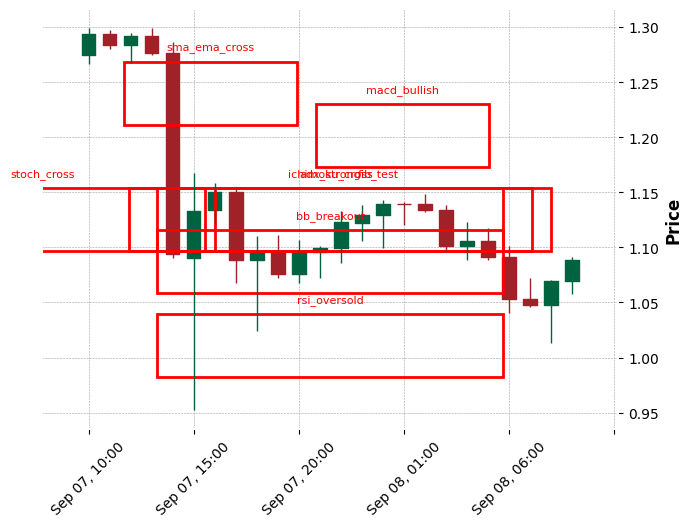 sma_ema_cross
macd_bullish
stoch_cross
bb_breakout
rsi_oversold
1.30
1.25
1.20
1.15
1.10
1.05
1.00
0.95
Price
Sep 07, 10:00
Sep 07, 15:00
Sep 07, 20:00
Sep 08, 01:00
Sep 08, 06:00